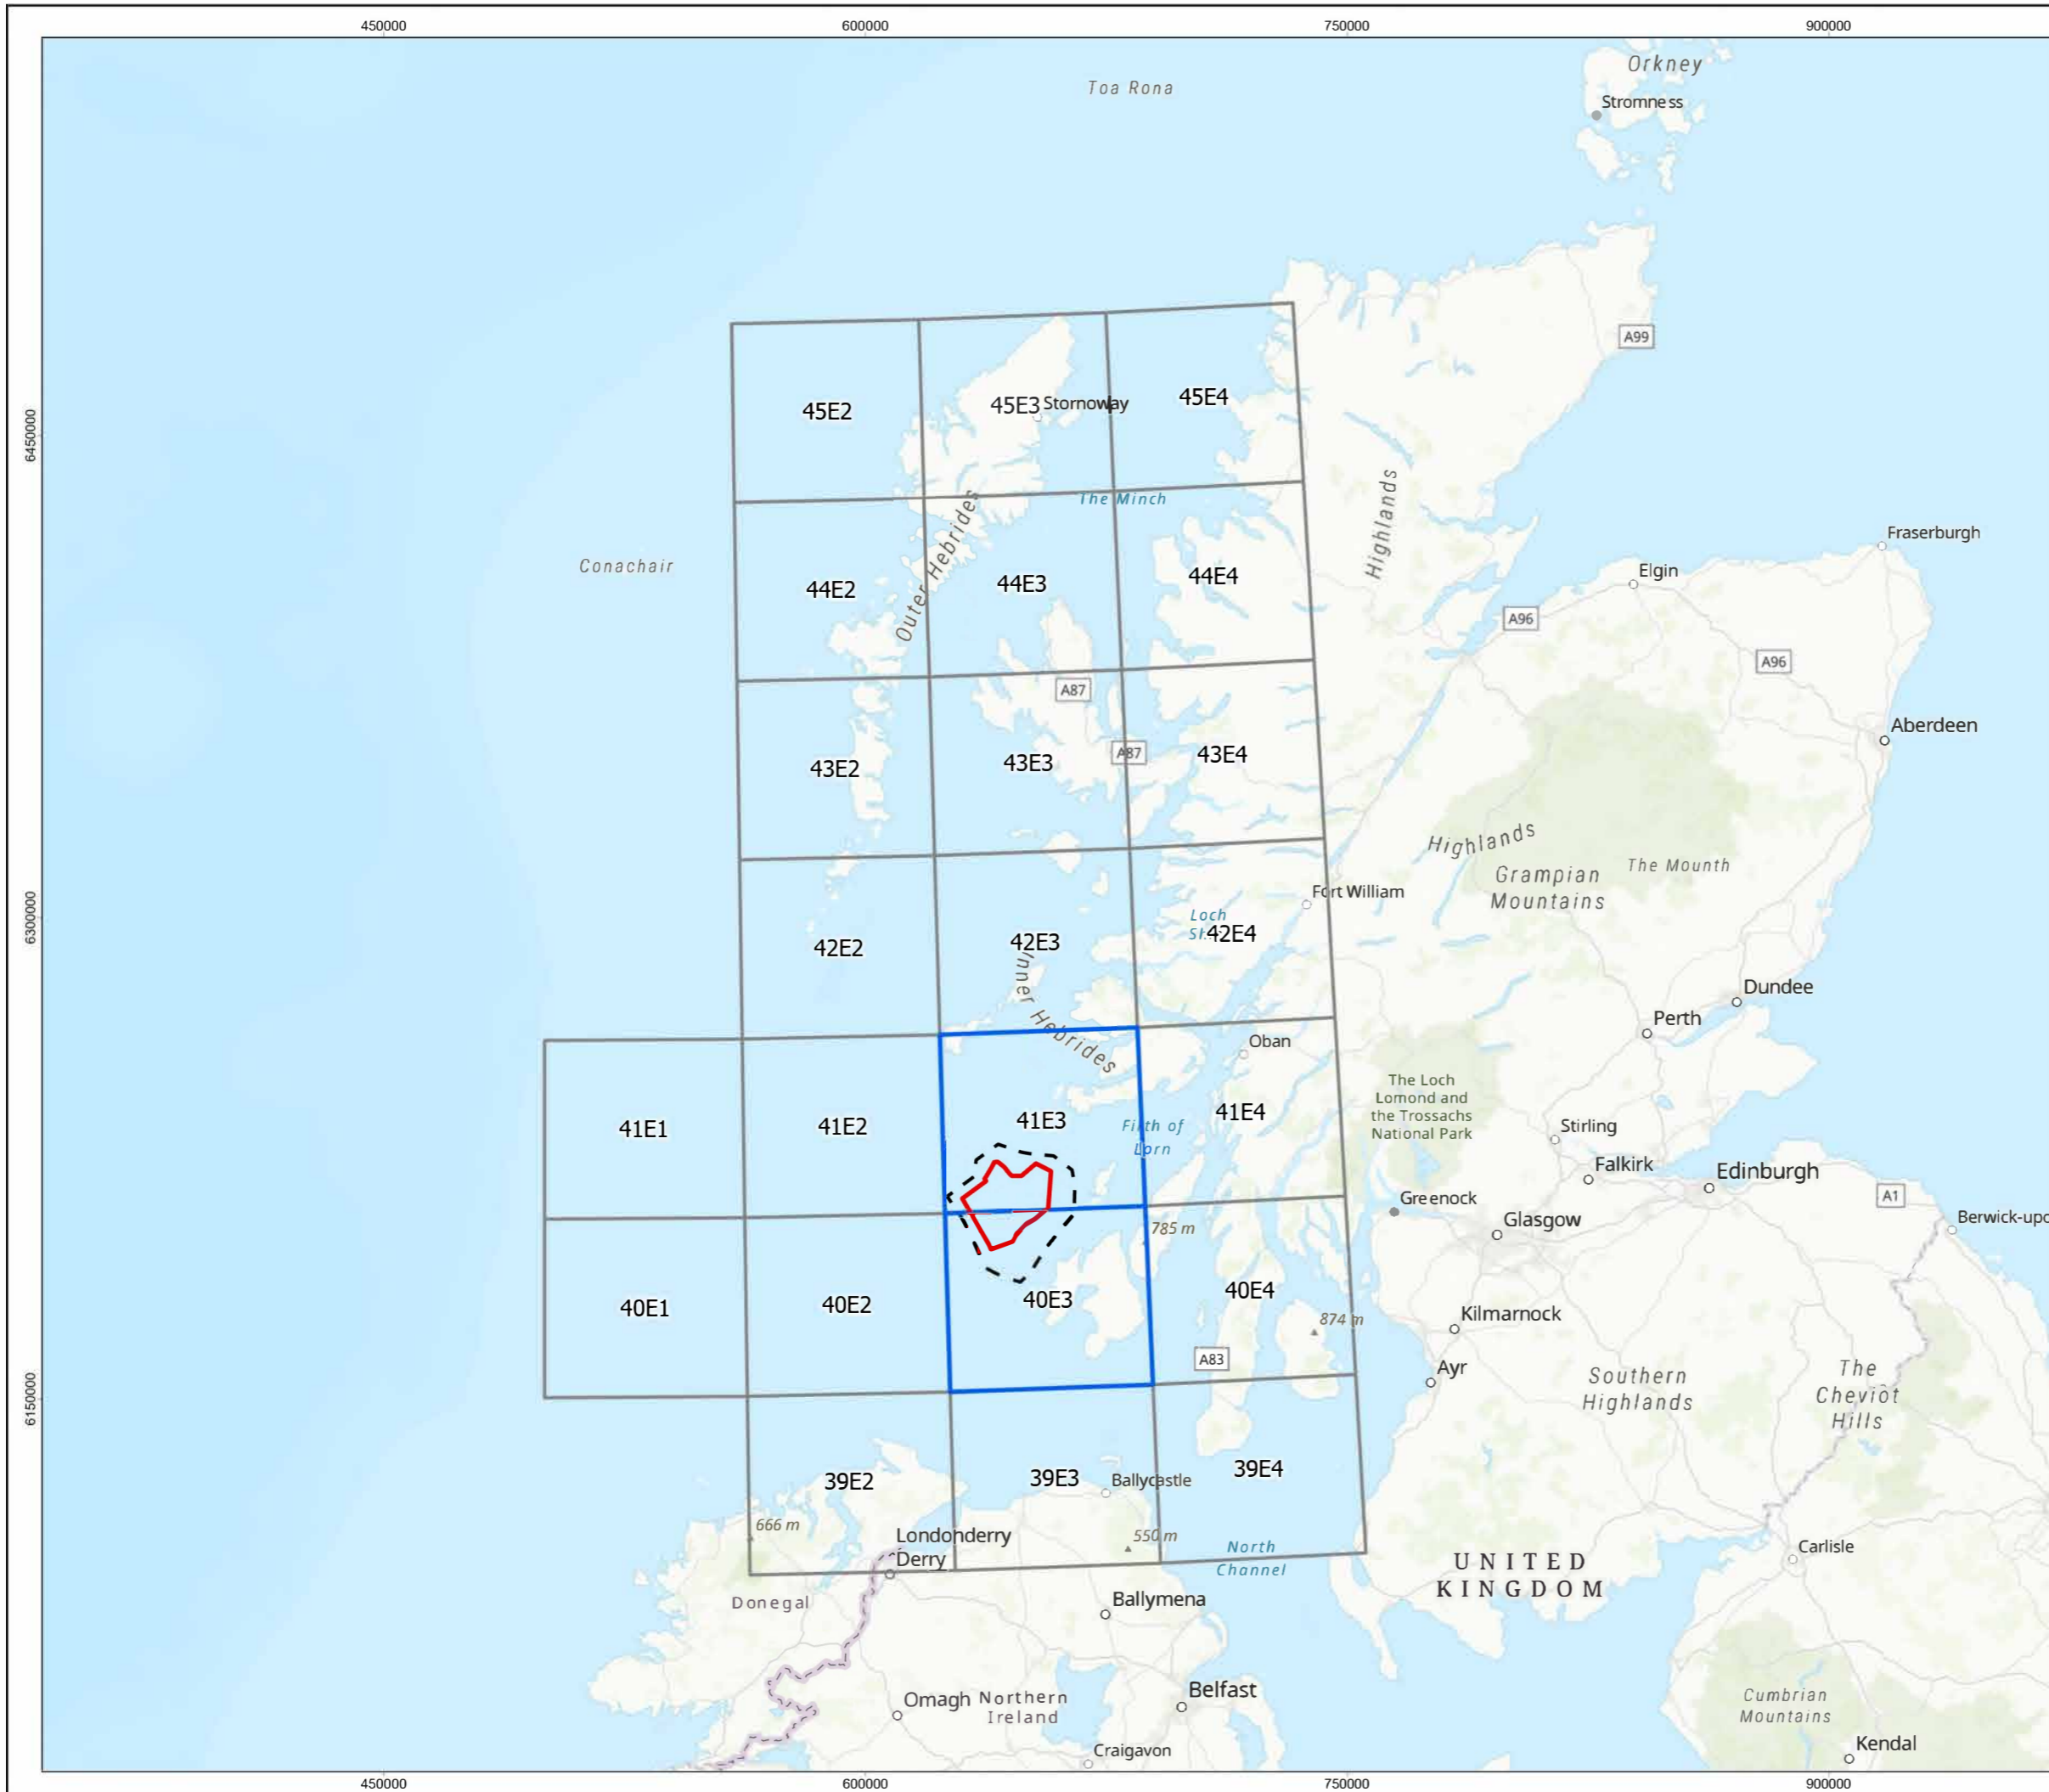 450000
600000
750000
900000
Orkney
Toa Rona
Stromness
A99
45E2
45E3
Stornoway
45E4
6450000
The Minch
Highlands
Fraserburgh
Conachair
Outer Hebrides
44E2
44E3
44E4
Elgin
A96
A96
A87
Aberdeen
43E2
43E3
A87
43E4
Highlands
The Mounth
Grampian
Mountains
Fort William
6300000
Loch
42E2
42E3
42E4
Inner Hebrides
Dundee
Perth
Oban
The Loch
Lomond and
the Trossachs
National Park
41E1
41E2
41E3
Firth of
Lorn
41E4
Stirling
Falkirk
Edinburgh
Greenock
A1
Glasgow
Berwick-upo
785 m
40E1
40E2
40E3
40E4
874 m
Kilmarnock
A83
Ayr
6150000
Southern
Highlands
The
Cheviot
Hills
39E2
39E3
Ballycastle
39E4
666 m
Londonderry
Derry
550 m
North
Channel
UNITED
KINGDOM
Carlisle
Donegal
Ballymena
Omagh
Northern
Ireland
Belfast
Cumbrian
Mountains
Craigavon
Kendal
450000
600000
750000
900000